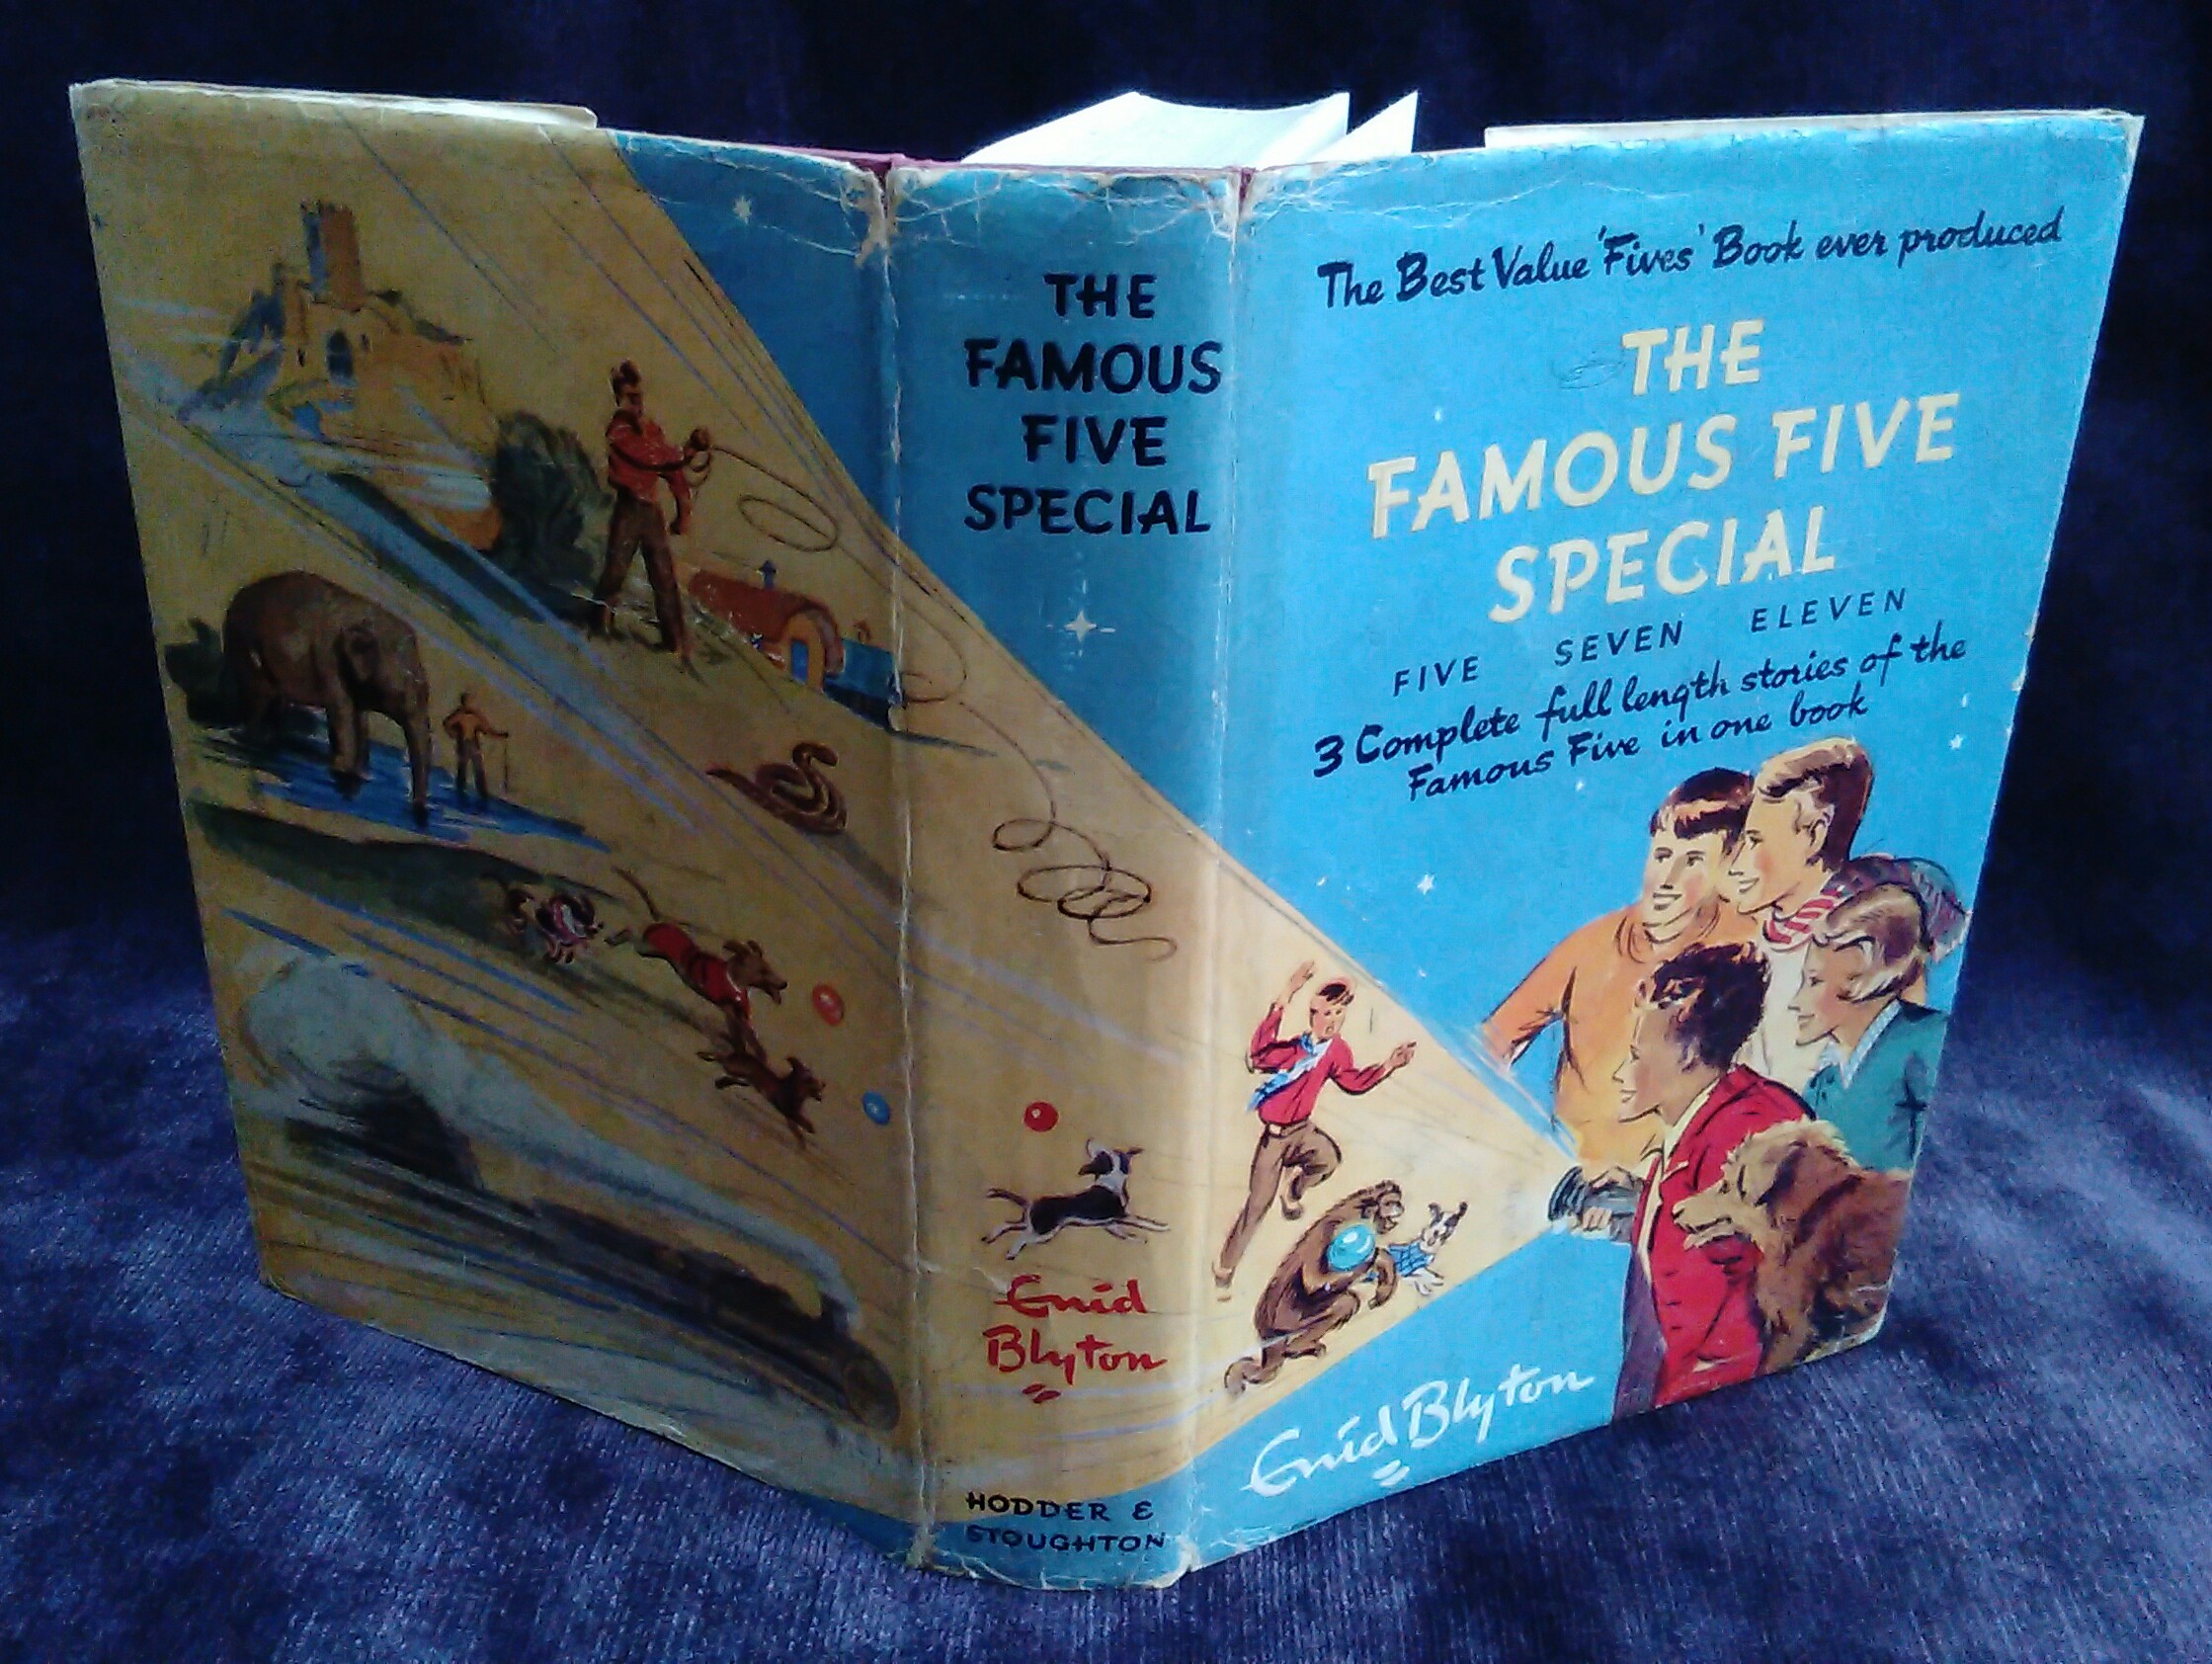 THE
FAMOUS
FIVE
SPECIAL
Enid
Blyton
HODDER &
STOUGHTON
The Best Value 'Fives' Book ever produced
THE
FAMOUS FIVE
SPECIAL
FIVE SEVEN ELEVEN
3 Complete full length stories of the
Famous Five in one book
Enid Blyton